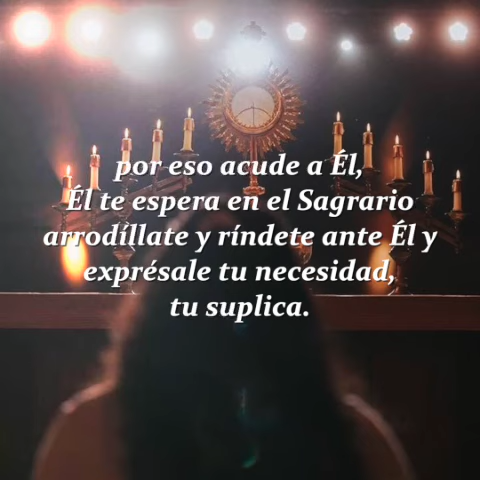 por eso acude a Él,
Él te espera en el Sagrario
arrodíllate y ríndete ante Él y
exprésale tu necesidad,
tu suplica.